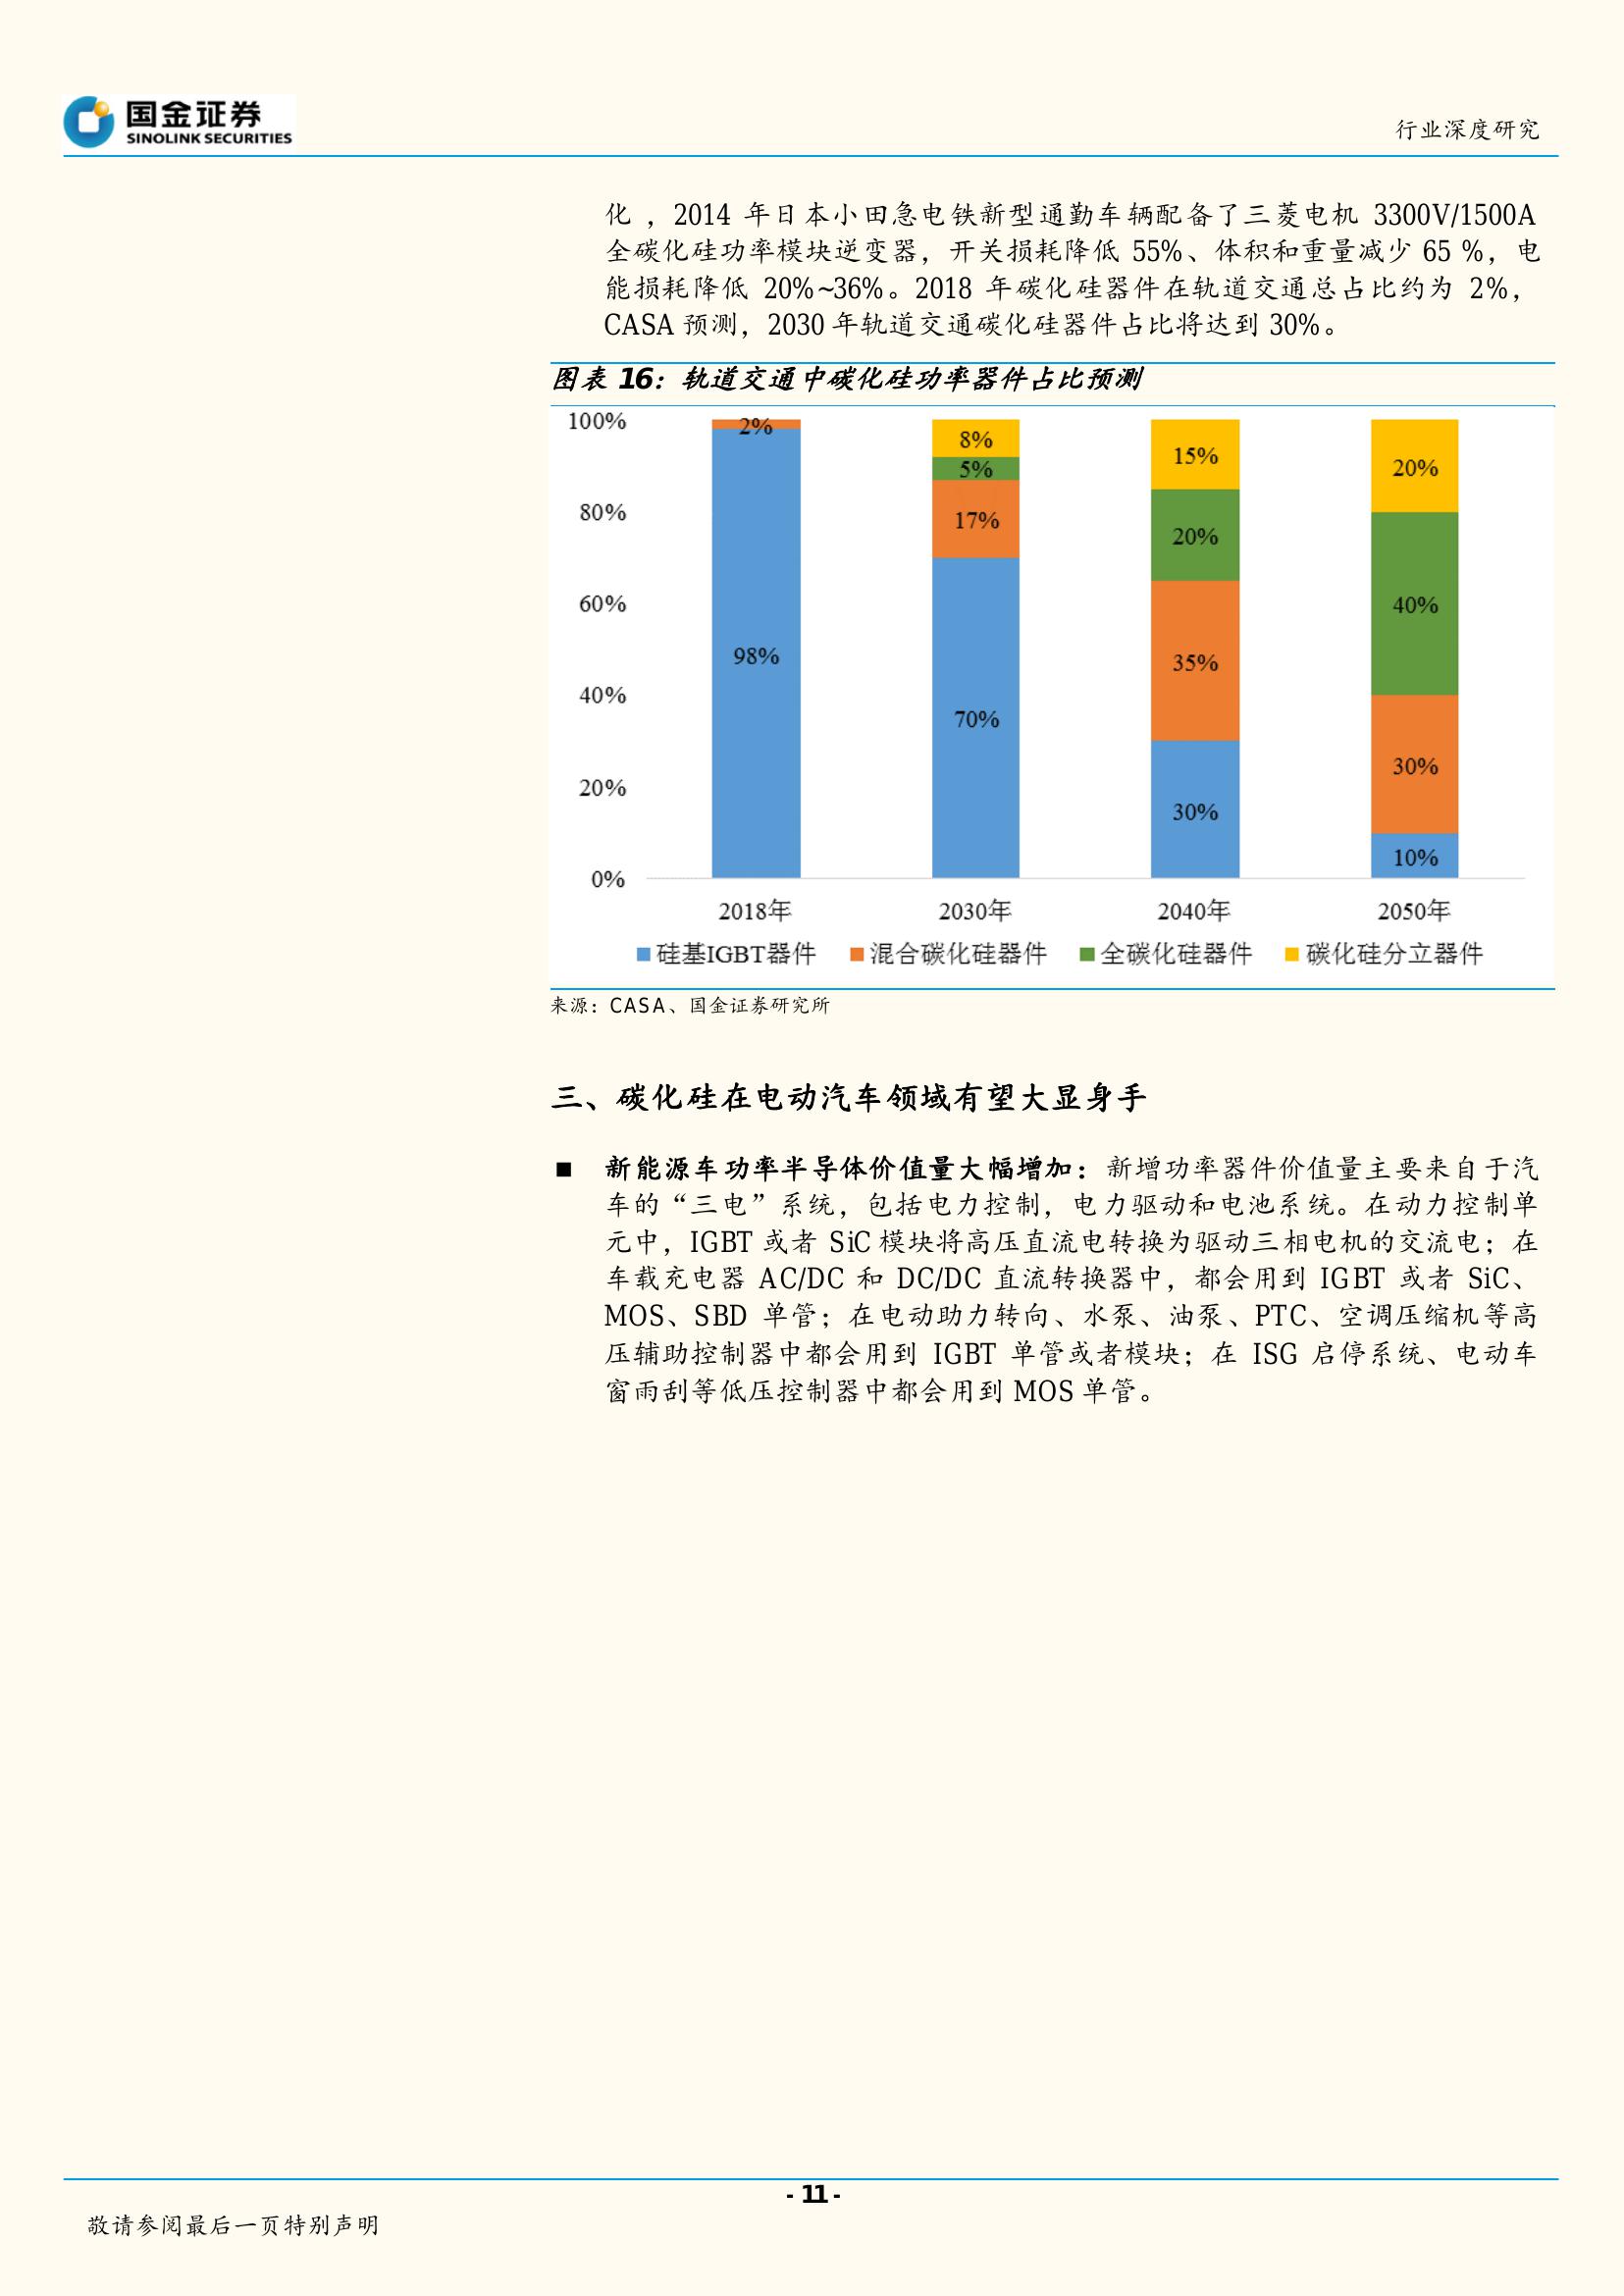 国金证券
SINOLINK SECURITIES
行业深度研究
化 ，2014 年日本小田急电铁新型通勤车辆配备了三菱电机 3300V/1500A
全碳化硅功率模块逆变器，开关损耗降低 55%、体积和重量减少 65 %，电
能损耗降低 20%~36%。2018 年碳化硅器件在轨道交通总占比约为 2%，
CASA 预测，2030 年轨道交通碳化硅器件占比将达到 30%。
图表 16：轨道交通中碳化硅功率器件占比预测
100%
80%
60%
40%
20%
0%
2%
98%
8%
5%
17%
70%
15%
20%
35%
30%
20%
40%
30%
10%
2018年 2030年 2040年 2050年
硅基IGBT器件 混合碳化硅器件 全碳化硅器件 碳化硅分立器件
来源：CASA、国金证券研究所
三、碳化硅在电动汽车领域有望大显身手
■ 新能源车功率半导体价值量大幅增加：新增功率器件价值量主要来自于汽
车的“三电”系统，包括电力控制，电力驱动和电池系统。在动力控制单
元中，IGBT 或者 SiC 模块将高压直流电转换为驱动三相电机的交流电；在
车载充电器 AC/DC 和 DC/DC 直流转换器中，都会用到 IGBT 或者 SiC、
MOS、SBD 单管；在电动助力转向、水泵、油泵、PTC、空调压缩机等高
压辅助控制器中都会用到 IGBT 单管或者模块；在 ISG 启停系统、电动车
窗雨刮等低压控制器中都会用到 MOS 单管。
- 11 -
敬请参阅最后一页特别声明